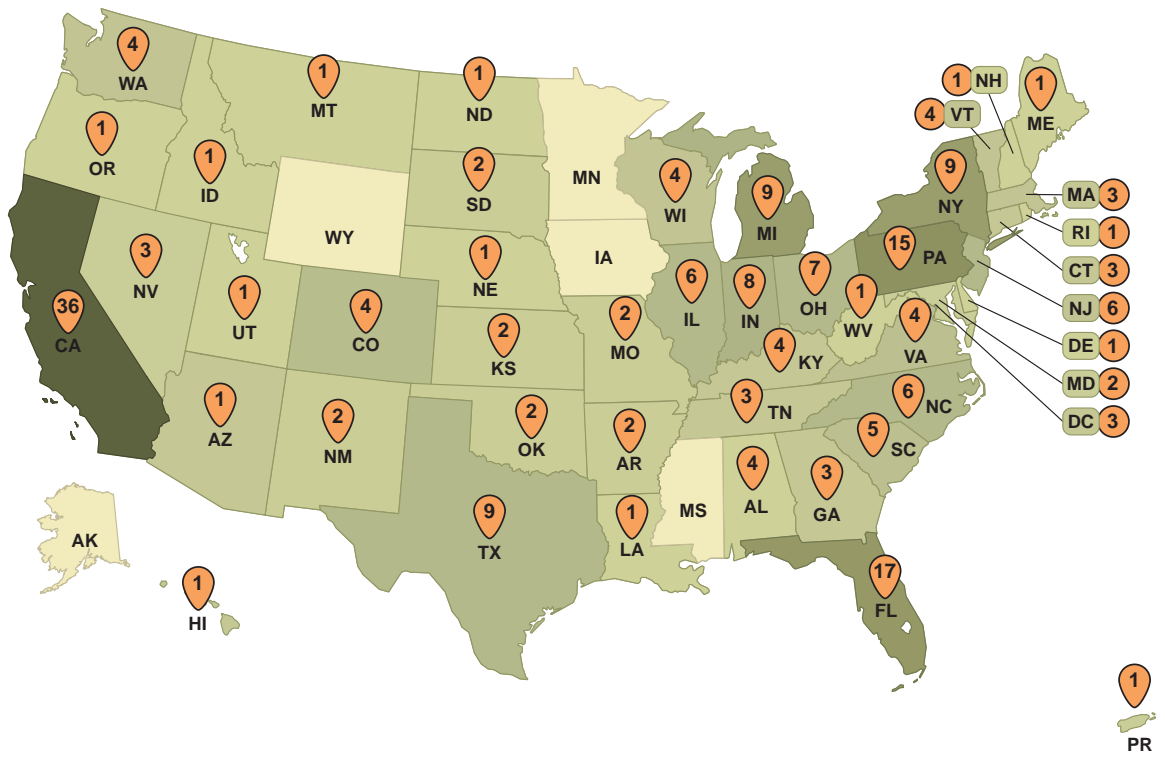 4
WA
1
MT
1
ND
1
NH
4
VT
1
ME
1
OR
1
ID
2
SD
MN
4
WI
9
MI
9
NY
MA
3
RI
1
CT
3
NJ
6
DE
1
MD
2
DC
3
WY
IA
15
PA
3
NV
1
UT
4
CO
1
NE
6
IL
8
IN
7
OH
1
WV
4
VA
36
CA
2
KS
2
MO
4
KY
1
AZ
2
NM
2
OK
2
AR
3
TN
6
NC
5
SC
9
TX
1
LA
MS
4
AL
3
GA
17
FL
AK
1
HI
1
PR